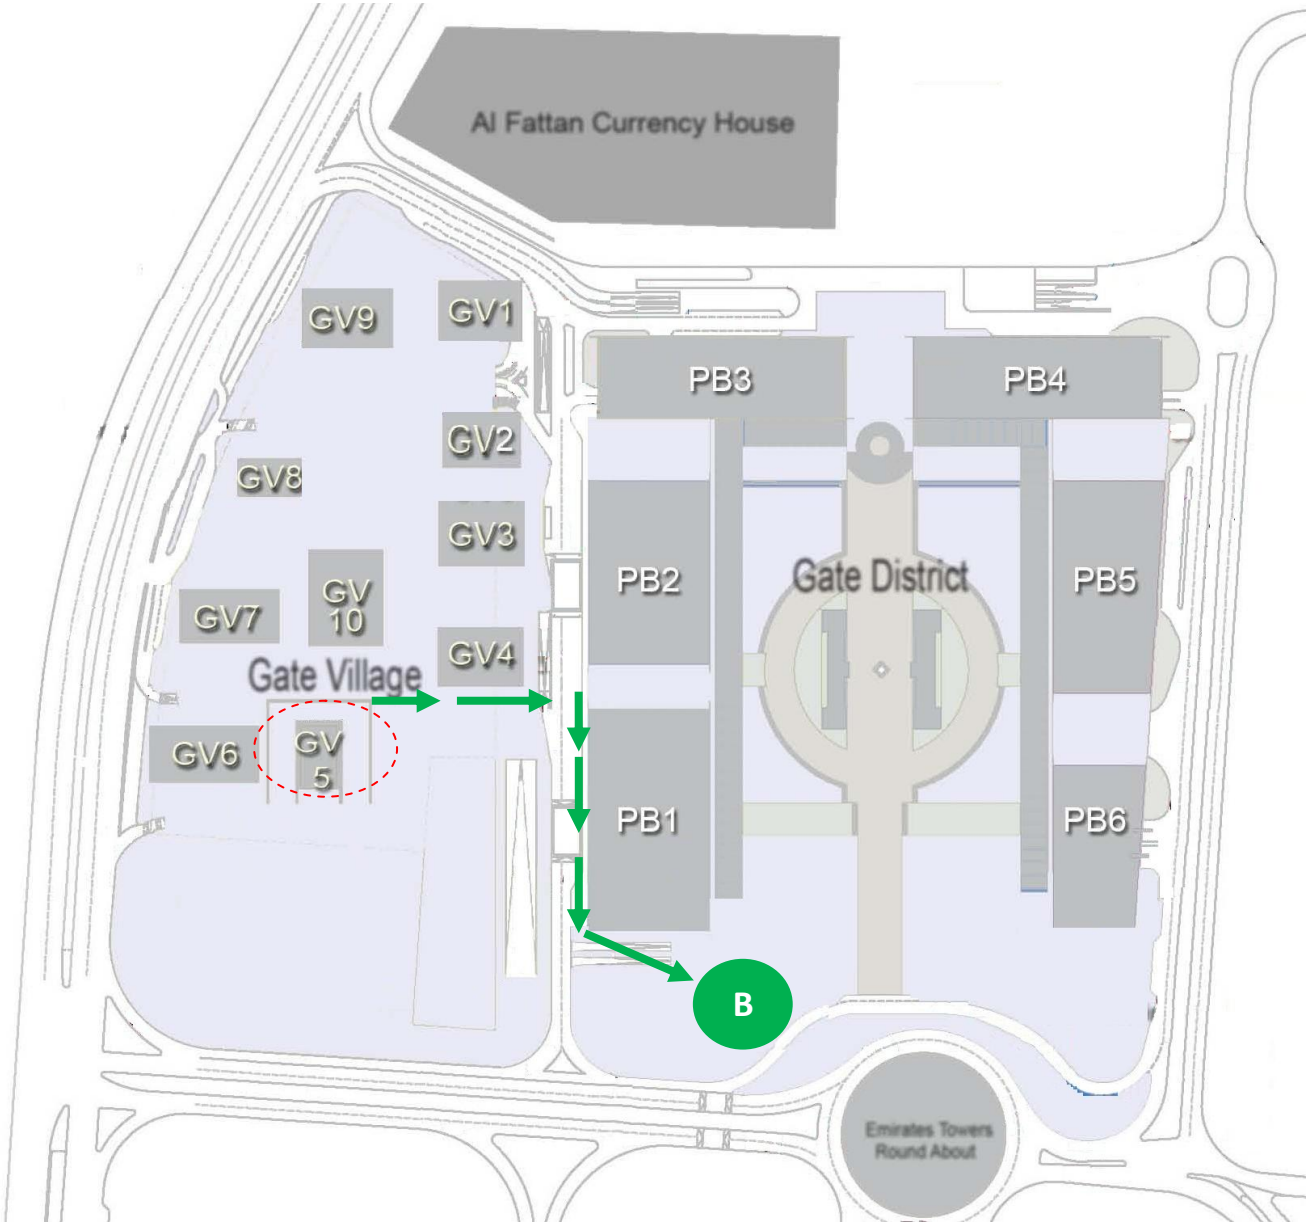 Al Fattan Currency House
GV9
GV1
PB3
PB4
GV2
GV8
GV3
PB2
Gate District
PB5
GV7
GV
10
GV4
Gate Village
GV6
GV
5
PB1
PB6
B
Emirates Towers
Round About